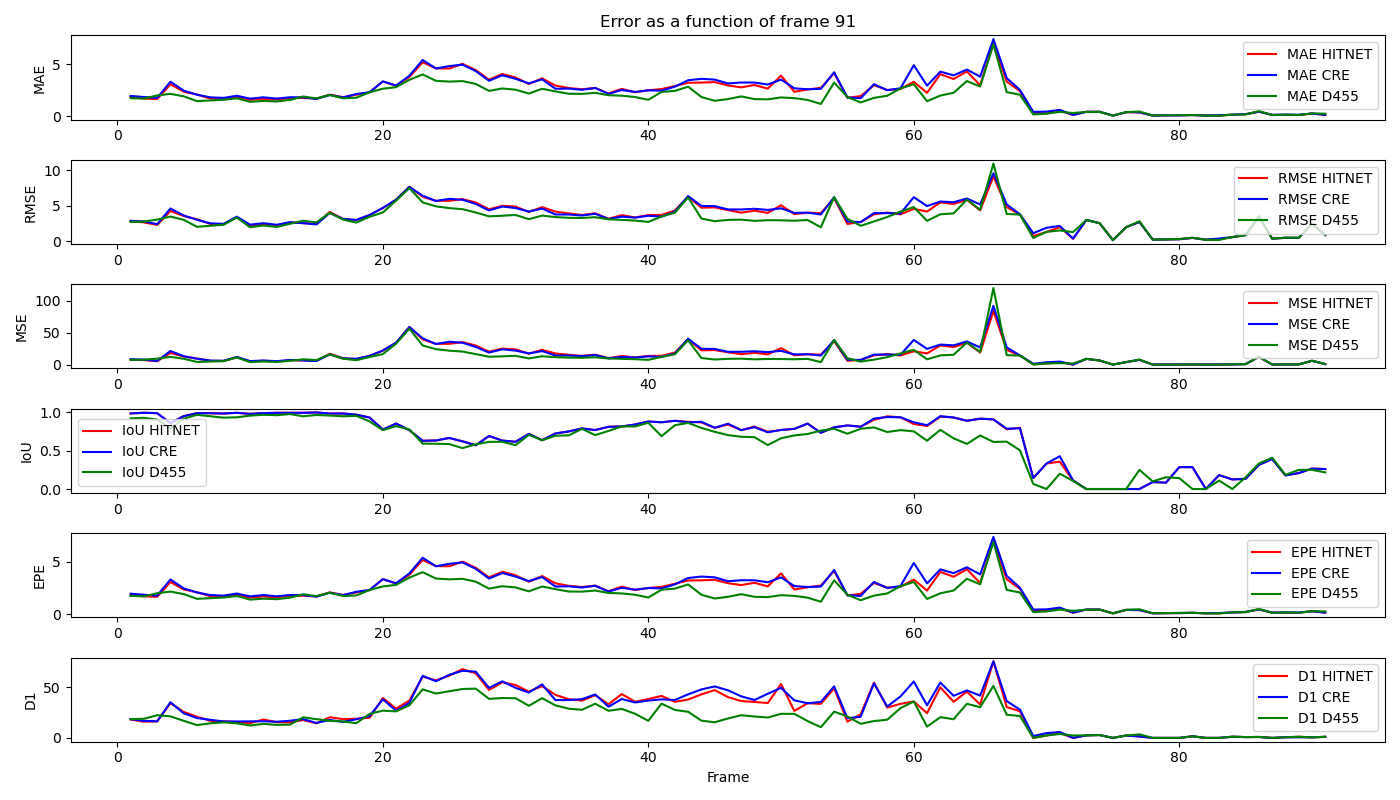 Error as a function of frame 91
MAE
5
0
MAE HITNET
MAE CRE
MAE D455
0 20 40 60 80
RMSE
10
5
0
RMSE HITNET
RMSE CRE
RMSE D455
0 20 40 60 80
MSE
100
50
0
MSE HITNET
MSE CRE
MSE D455
0 20 40 60 80
IoU
1.0
0.5
0.0
IoU HITNET
IoU CRE
IoU D455
0 20 40 60 80
EPE
5
0
EPE HITNET
EPE CRE
EPE D455
0 20 40 60 80
D1
50
0
D1 HITNET
D1 CRE
D1 D455
0 20 40 60 80
Frame